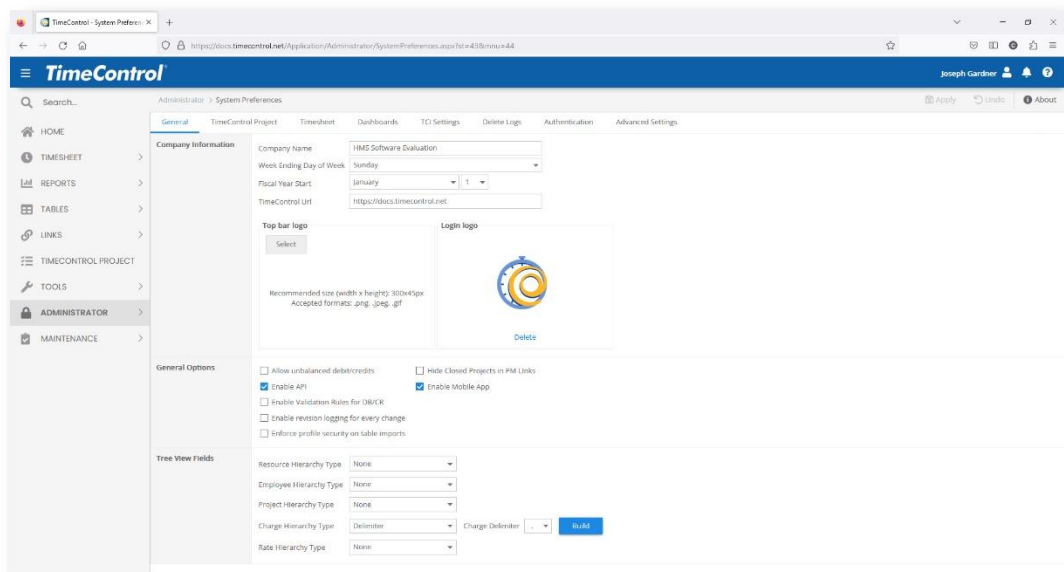 TimeControl - System Preferen
https://docs.timecontrol.net/Application/Administrator/SystemPreferences.aspx?st=43&mnu=44
TimeControl
Joseph Gardner
Search...
Administrator > System Preferences
Apply Undo About
General TimeControl Project Timesheet Dashboards TCI Settings Delete Logs Authentication Advanced Settings
HOME
TIMESHEET
REPORTS
TABLES
LINKS
TIMECONTROL PROJECT
TOOLS
ADMINISTRATOR
MAINTENANCE
Company Information
Company Name HMS Software Evaluation
Week Ending Day of Week Sunday
Fiscal Year Start January 1
TimeControl Url https://docs.timecontrol.net
Top bar logo
Select
Recommended size (width x height): 300x45px
Accepted formats: .png, .jpeg, .gif
Login logo
Delete
General Options
Allow unbalanced debit/credits Hide Closed Projects in PM Links
Enable API Enable Mobile App
Enable Validation Rules for DB/CR
Enable revision logging for every change
Enforce profile security on table imports
Tree View Fields
Resource Hierarchy Type None
Employee Hierarchy Type None
Project Hierarchy Type None
Charge Hierarchy Type Delimiter Charge Delimiter . Build
Rate Hierarchy Type None